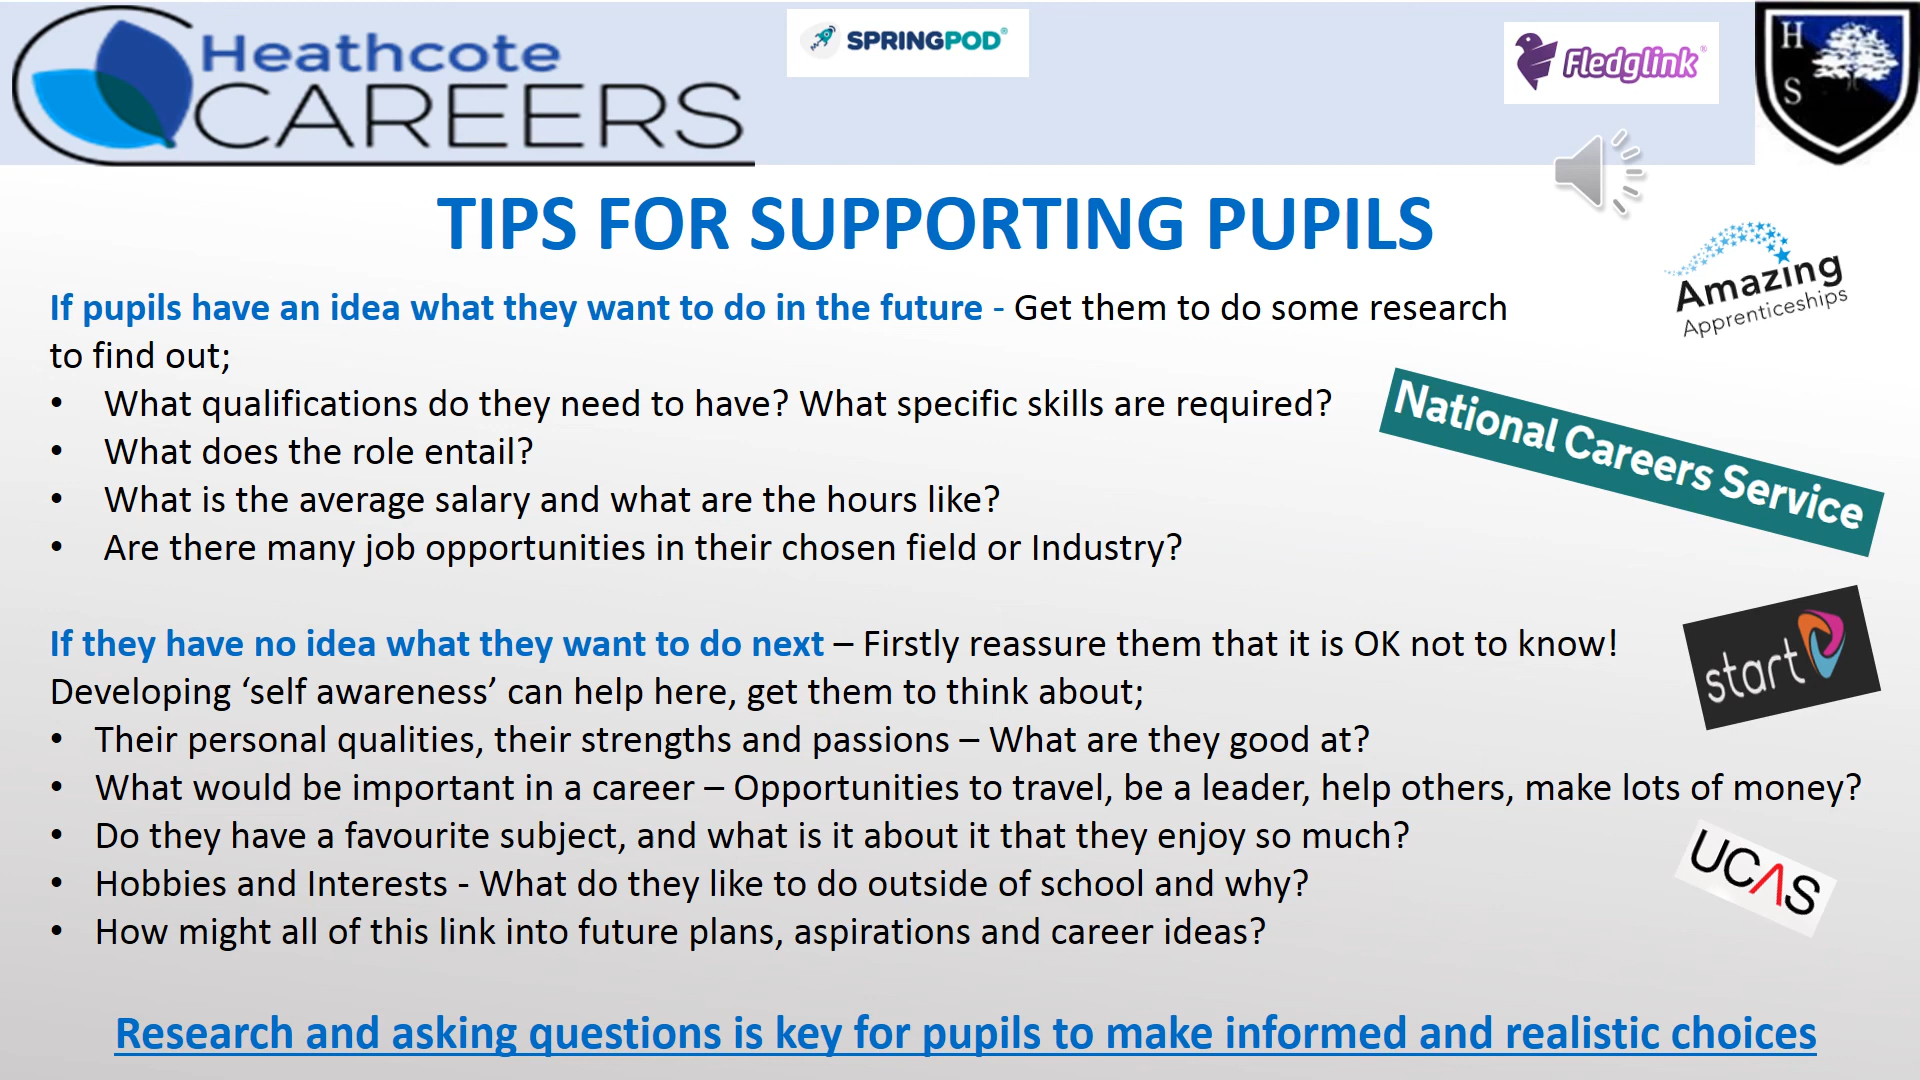 Heathcote
CAREERS
SPRINGPOD®
Fledglink®
H
S
TIPS FOR SUPPORTING PUPILS
Amazing
Apprenticeships
If pupils have an idea what they want to do in the future - Get them to do some research
to find out;
• What qualifications do they need to have? What specific skills are required?
• What does the role entail?
• What is the average salary and what are the hours like?
• Are there many job opportunities in their chosen field or Industry?
National Careers Service
If they have no idea what they want to do next – Firstly reassure them that it is OK not to know!
Developing ‘self awareness’ can help here, get them to think about;
start
• Their personal qualities, their strengths and passions – What are they good at?
• What would be important in a career – Opportunities to travel, be a leader, help others, make lots of money?
• Do they have a favourite subject, and what is it about it that they enjoy so much?
• Hobbies and Interests - What do they like to do outside of school and why?
• How might all of this link into future plans, aspirations and career ideas?
UCAS
Research and asking questions is key for pupils to make informed and realistic choices